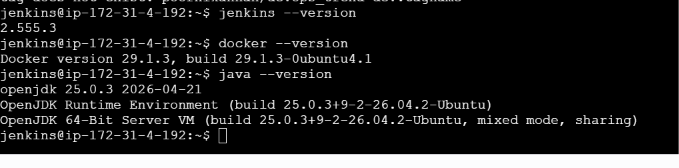 jenkins@ip-172-31-4-192:~$ jenkins --version
2.555.3
jenkins@ip-172-31-4-192:~$ docker --version
Docker version 29.1.3, build 29.1.3-0ubuntu4.1
jenkins@ip-172-31-4-192:~$ java --version
openjdk 25.0.3 2026-04-21
OpenJDK Runtime Environment (build 25.0.3+9-2-26.04.2-Ubuntu)
OpenJDK 64-Bit Server VM (build 25.0.3+9-2-26.04.2-Ubuntu, mixed mode, sharing)
jenkins@ip-172-31-4-192:~$